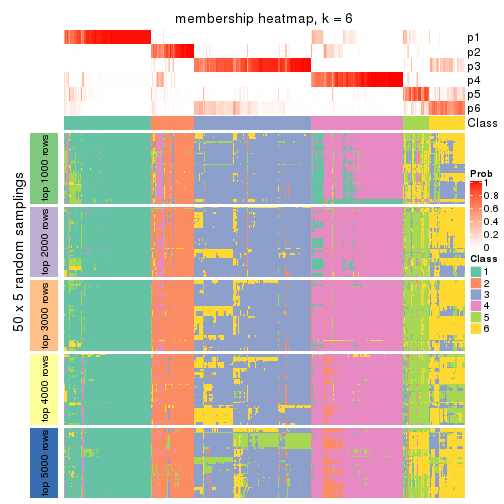 membership heatmap, k = 6
p1
p2
p3
p4
p5
p6
Class
50 x 5 random samplings
top 1000 rows
top 2000 rows
top 3000 rows
top 4000 rows
top 5000 rows
Prob
1
0.8
0.6
0.4
0.2
0
Class
1
2
3
4
5
6